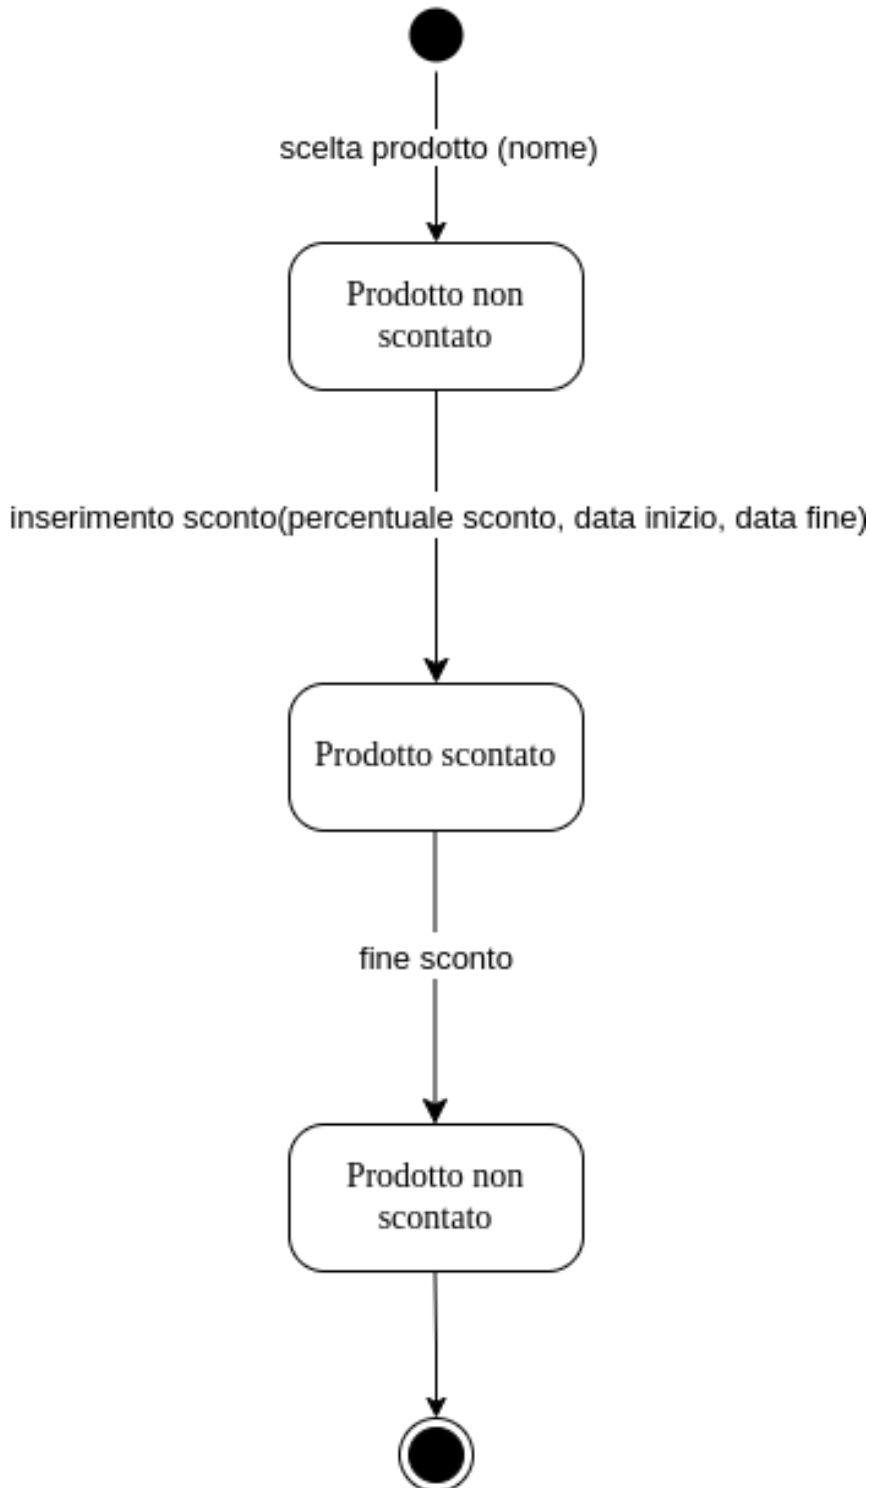 scelta prodotto (nome)
Prodotto non
scontato
inserimento sconto(percentuale sconto, data inizio, data fine)
Prodotto scontato
fine sconto
Prodotto non
scontato